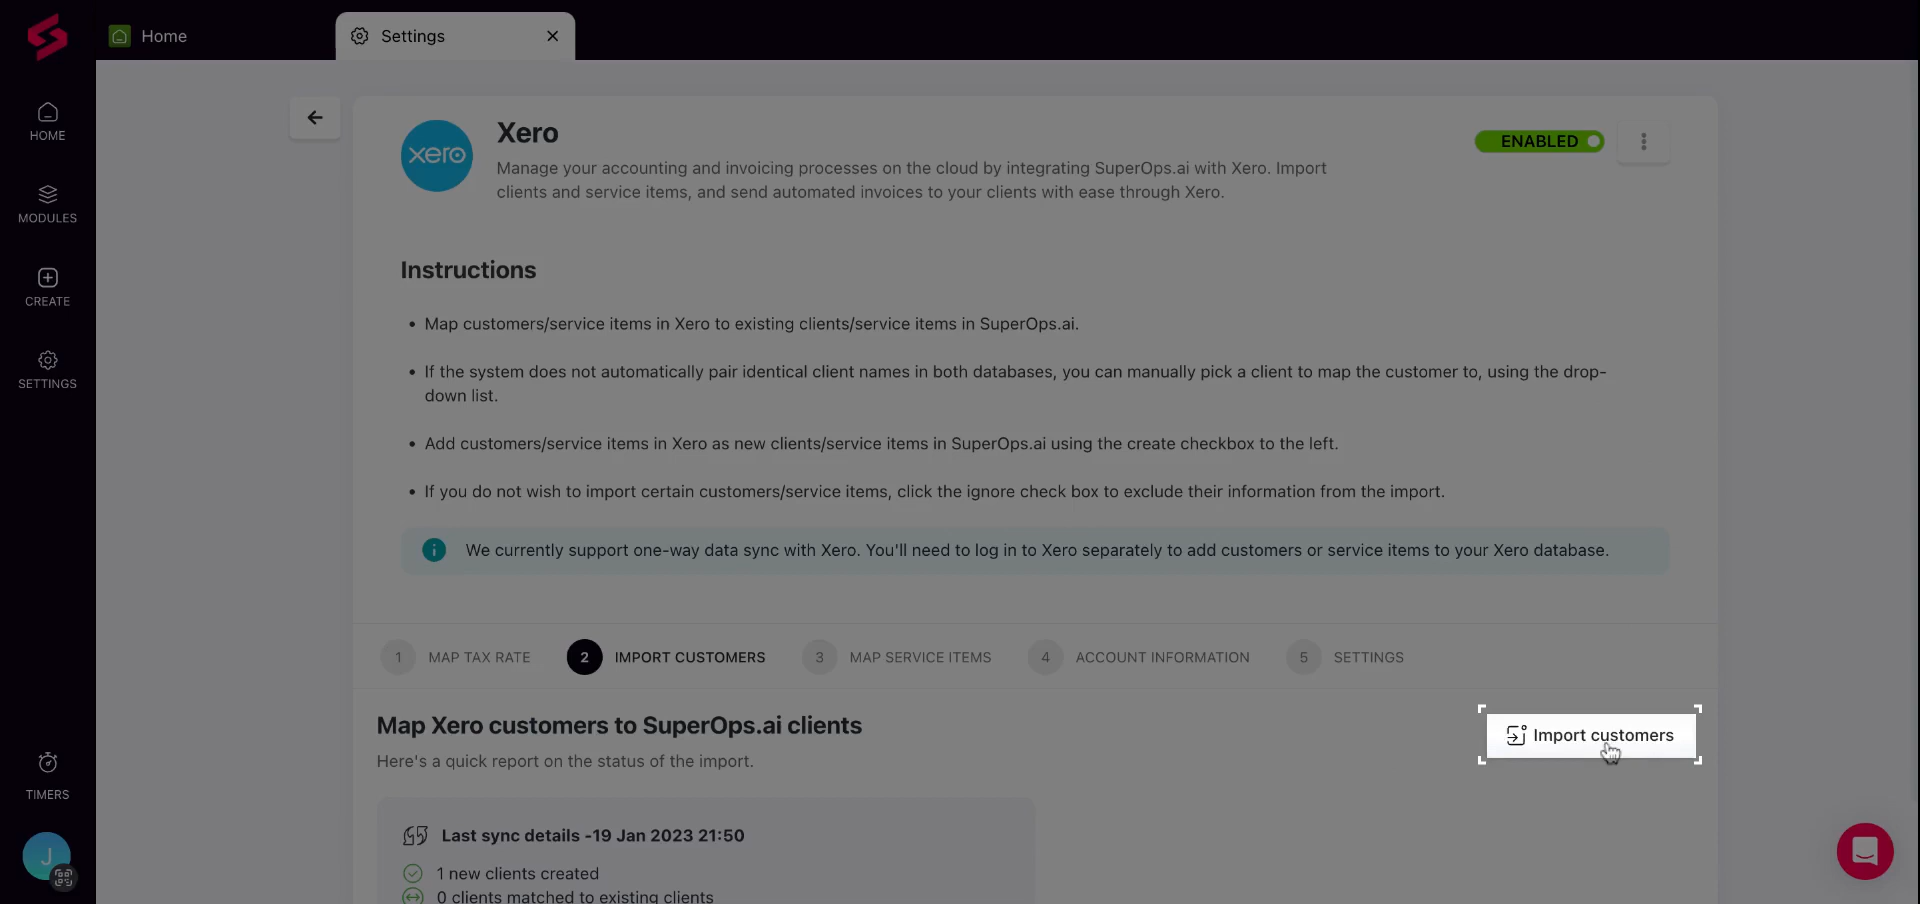 Home
Settings
HOME
MODULES
CREATE
SETTINGS
TIMERS
J
xero
Xero
Manage your accounting and invoicing processes on the cloud by integrating SuperOps.ai with Xero. Import
clients and service items, and send automated invoices to your clients with ease through Xero.
ENABLED
Instructions
• Map customers/service items in Xero to existing clients/service items in SuperOps.ai.
• If the system does not automatically pair identical client names in both databases, you can manually pick a client to map the customer to, using the drop-
down list.
• Add customers/service items in Xero as new clients/service items in SuperOps.ai using the create checkbox to the left.
• If you do not wish to import certain customers/service items, click the ignore check box to exclude their information from the import.
We currently support one-way data sync with Xero. You'll need to log in to Xero separately to add customers or service items to your Xero database.
1 MAP TAX RATE 2 IMPORT CUSTOMERS 3 MAP SERVICE ITEMS 4 ACCOUNT INFORMATION 5 SETTINGS
Map Xero customers to SuperOps.ai clients
Import customers
Here's a quick report on the status of the import.
Last sync details -19 Jan 2023 21:50
1 new clients created
0 clients matched to existing clients